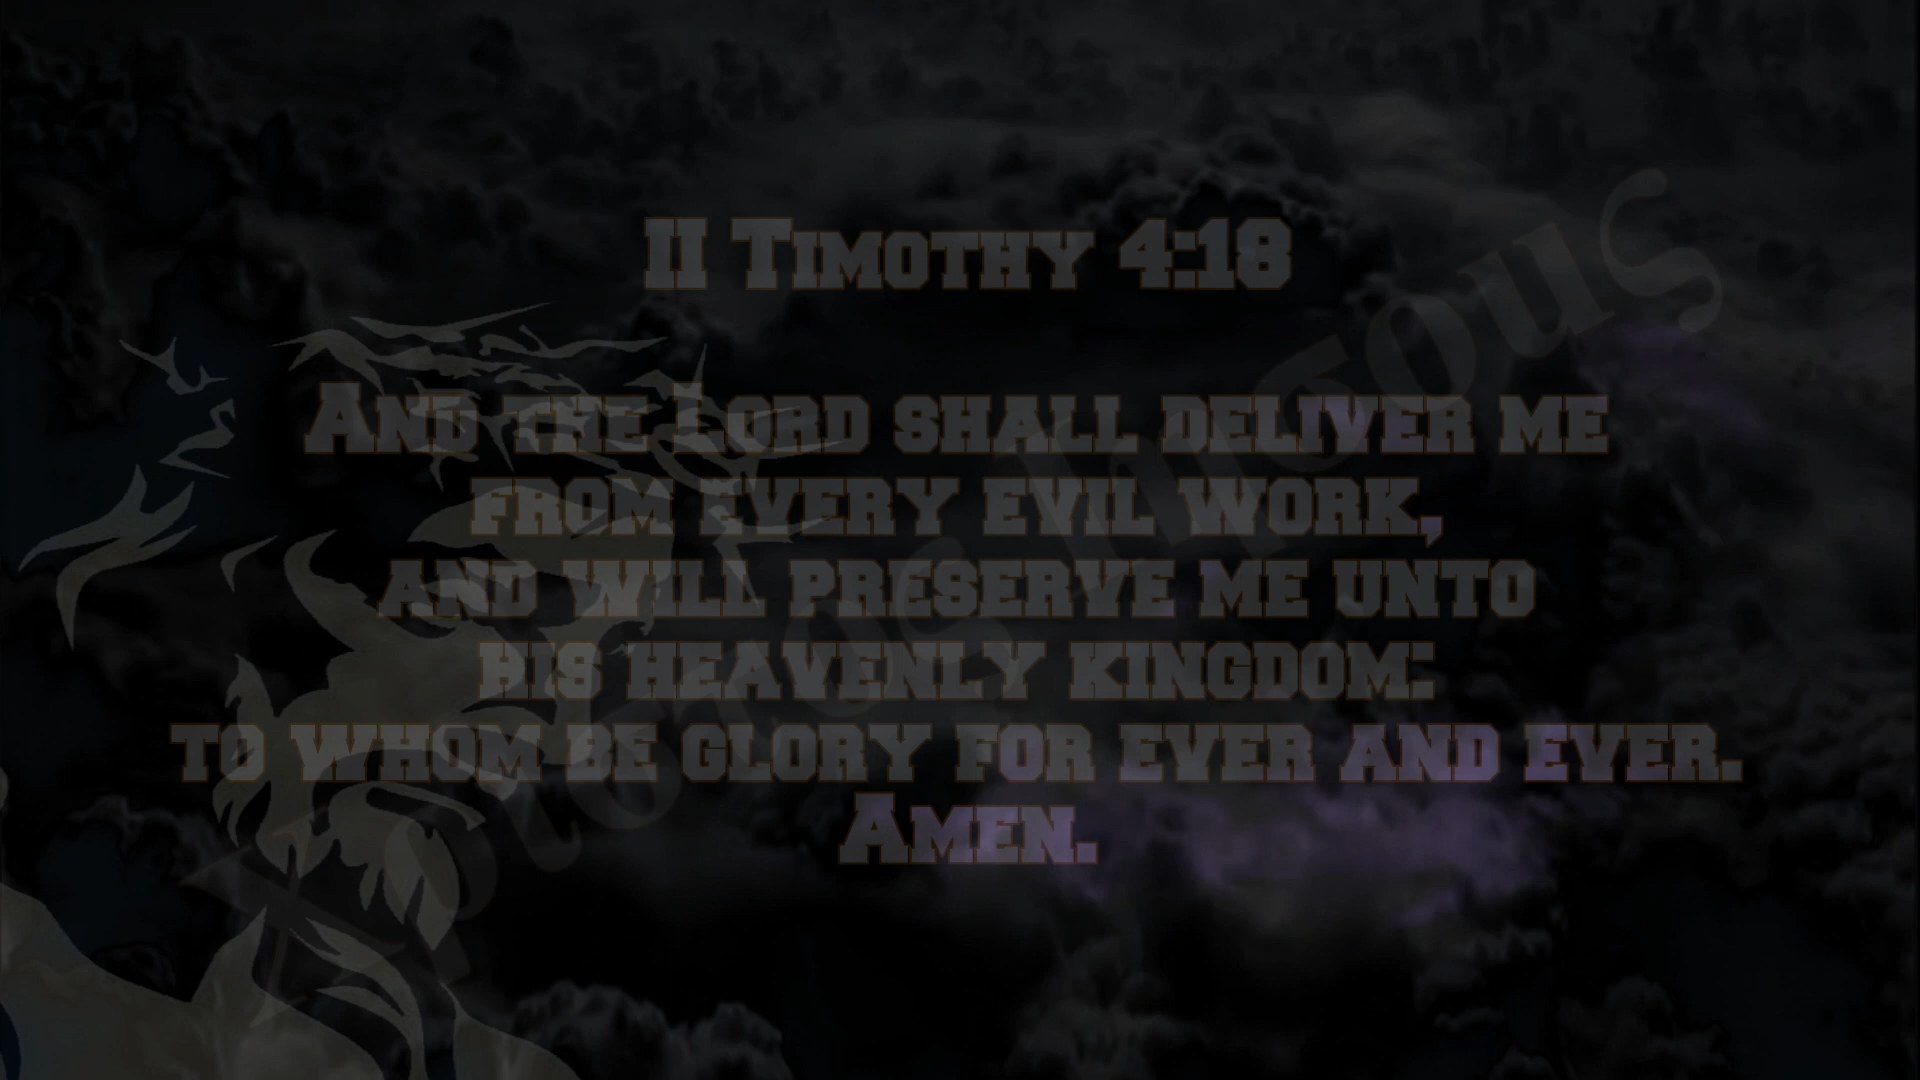 II Timothy 4:18
And the Lord shall deliver me
from every evil work,
and will preserve me unto
his heavenly kingdom:
to whom be glory for ever and ever.
Amen.